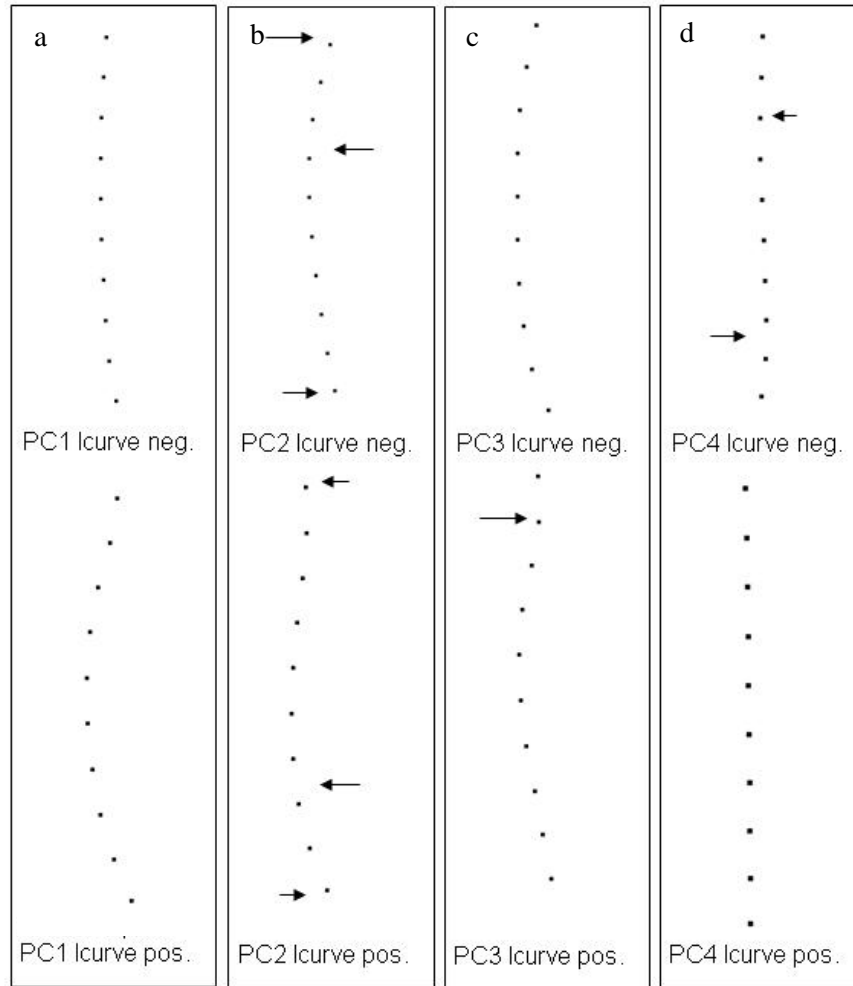 a b c d
PC1 lcurve neg. PC2 lcurve neg. PC3 lcurve neg. PC4 lcurve neg.
PC1 lcurve pos. PC2 lcurve pos. PC3 lcurve pos. PC4 lcurve pos.